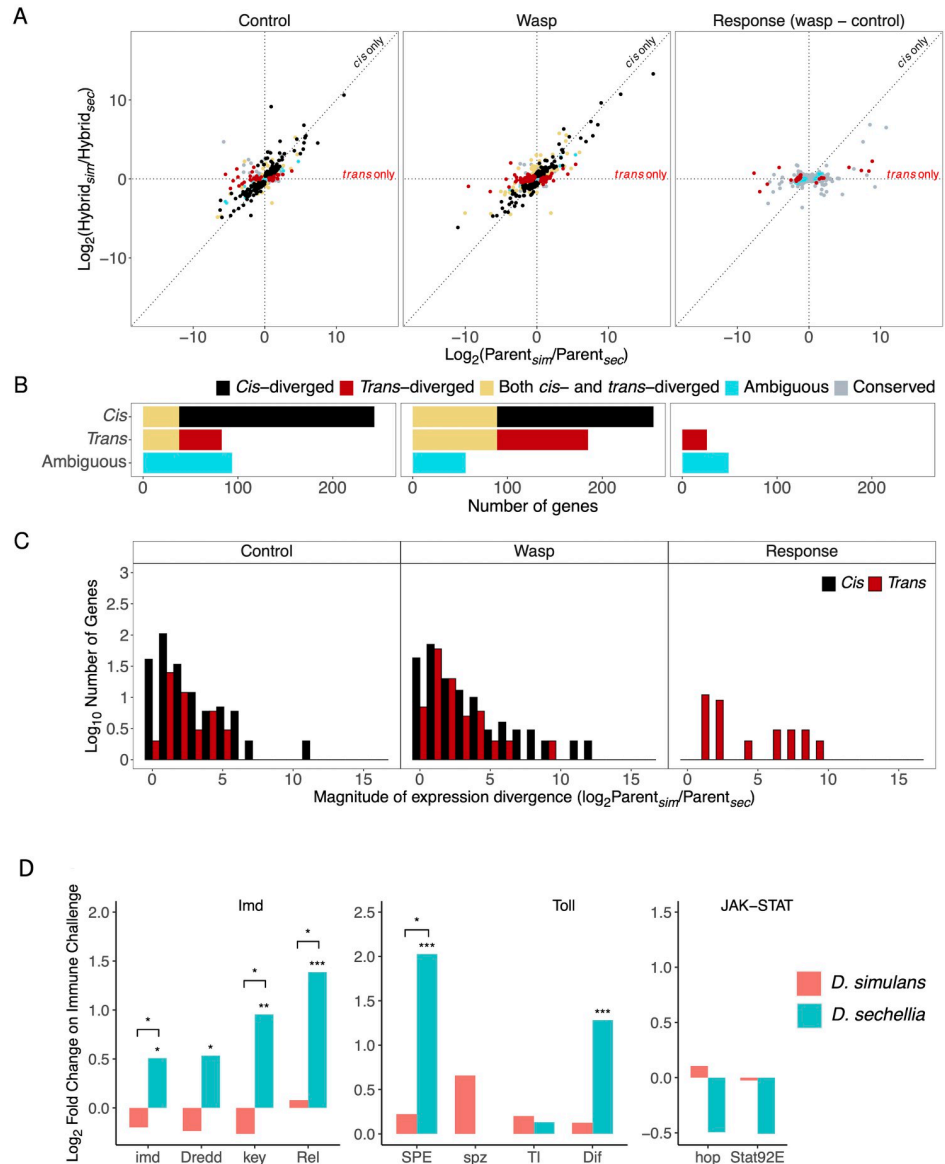 A
Control
Wasp
Response (wasp − control)
Log2(Hybridsim/Hybridsec)
10
0
−10
cis only
trans only
cis only
trans only
cis only
trans only
−10 0 10
−10 0 10
−10 0 10
Log2(Parentsim/Parentsec)
B
Cis−diverged Trans−diverged Both cis− and trans−diverged Ambiguous Conserved
Cis
Trans
Ambiguous
0 100 200
0 100 200
0 100 200
Number of genes
C
Control
Wasp
Response
Cis Trans
Log10 Number of Genes
3
2.5
2
1.5
1
0.5
0
0 5 10 15
0 5 10 15
0 5 10 15
Magnitude of expression divergence (log2Parentsim/Parentsec)
D
Log2 Fold Change on Immune Challenge
Imd
2.0
1.5
1.0
0.5
0.0
* * * * ** * ***
imd Dredd key Rel
Toll
2.5
2.0
1.5
1.0
0.5
0.0
* *** ***
SPE spz Tl Dif
JAK−STAT
1.5
1.0
0.5
0.0
−0.5
hop Stat92E
D. simulans
D. sechellia